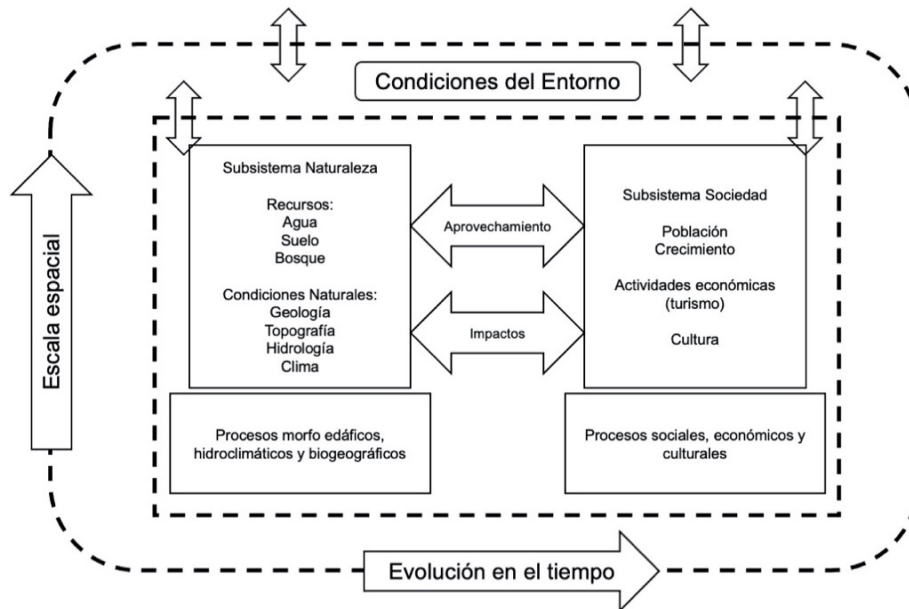 Condiciones del Entorno
Escala espacial
Subsistema Naturaleza
Recursos:
Agua
Suelo
Bosque
Condiciones Naturales:
Geología
Topografía
Hidrología
Clima
Aprovechamiento
Impactos
Subsistema Sociedad
Población
Crecimiento
Actividades económicas
(turismo)
Cultura
Procesos morfo edáficos,
hidroclimáticos y biogeográficos
Procesos sociales, económicos y
culturales
Evolución en el tiempo